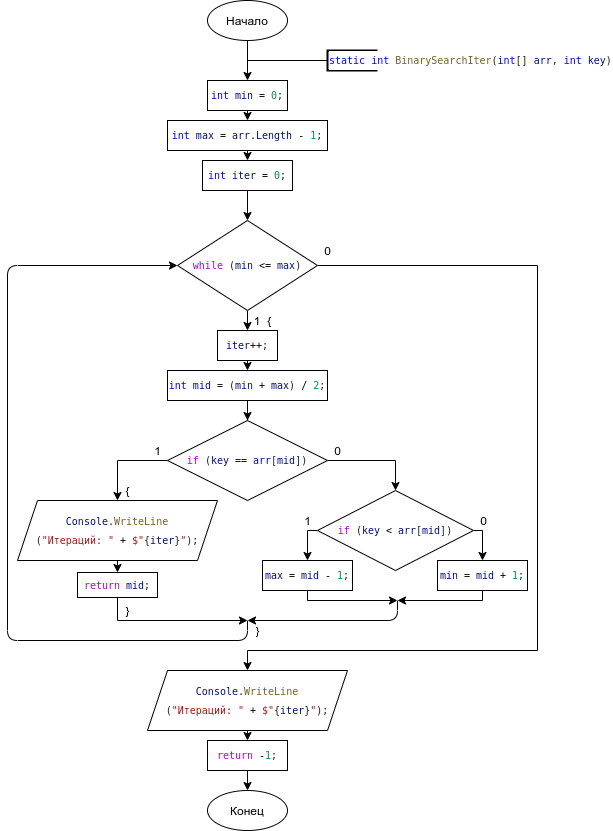 Начало
static int BinarySearchIter(int[] arr, int key)
int min = 0;
int max = arr.Length - 1;
int iter = 0;
while (min <= max)
0
1 {
iter++;
int mid = (min + max) / 2;
if (key == arr[mid])
1
0
{
Console.WriteLine
("Итераций: " + $"{iter}");
return mid;
}
if (key < arr[mid])
1
0
max = mid - 1;
min = mid + 1;
}
Console.WriteLine
("Итераций: " + $"{iter}");
return -1;
Конец